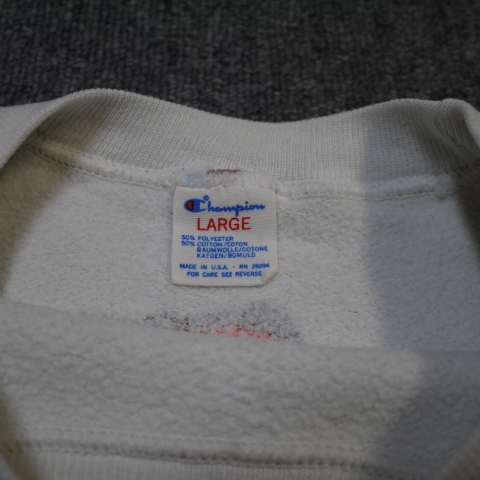 Champion
LARGE
50% POLYESTER
50% COTTON/COTON
BAUMWOLLE/COTONE
KATOEN/BOMULD
MADE IN U.S.A. - RN 26094
FOR CARE SEE REVERSE